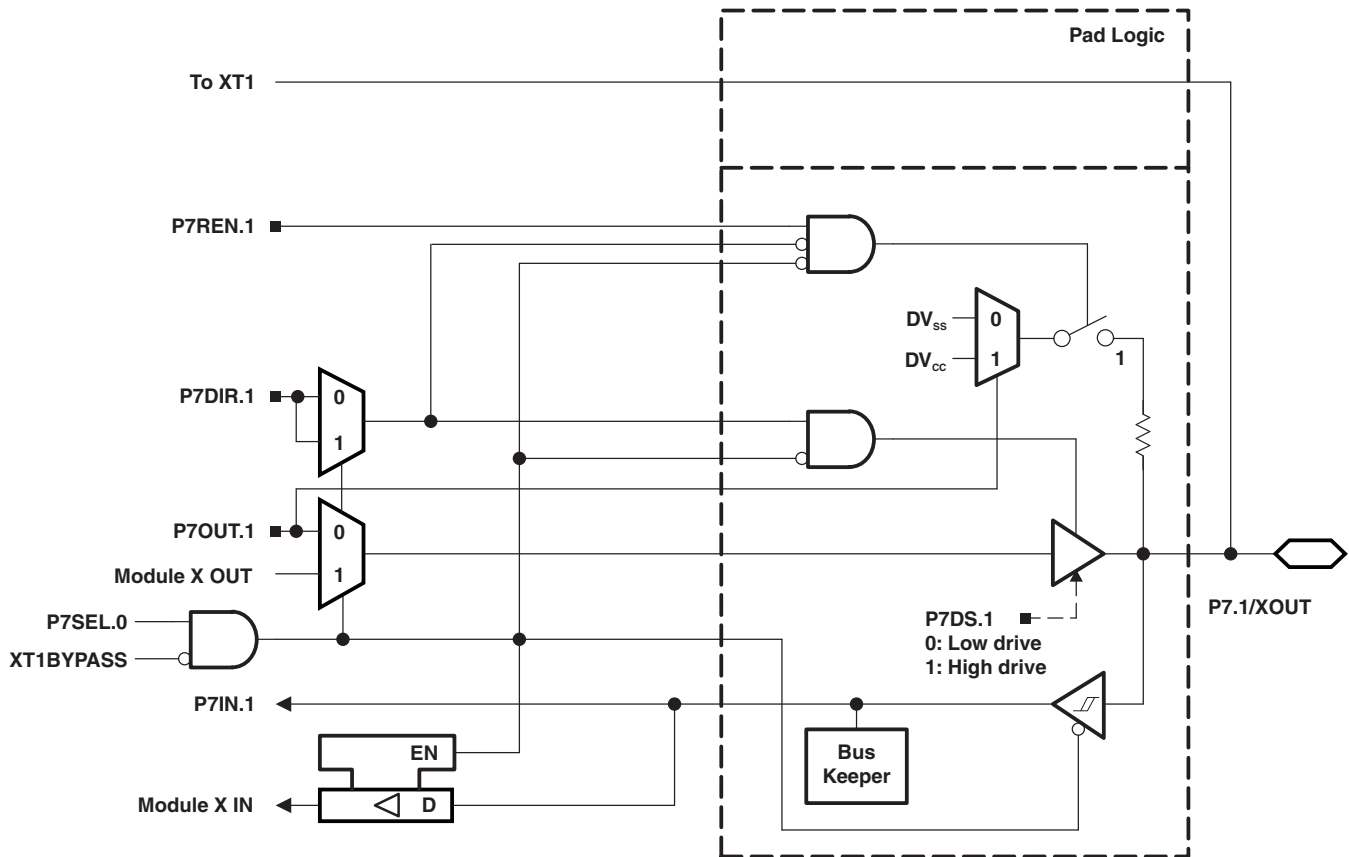 Pad Logic
To XT1
P7REN.1
DVss
0
DVcc
1
1
P7DIR.1
0
1
P7OUT.1
0
Module X OUT
1
P7SEL.0
XT1BYPASS
P7DS.1
0: Low drive
1: High drive
P7.1/XOUT
P7IN.1
EN
Bus
Keeper
Module X IN
D